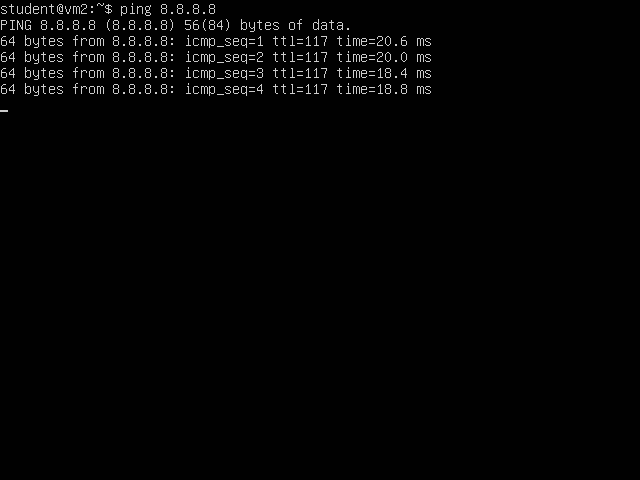 student@vm2:~$ ping 8.8.8.8
PING 8.8.8.8 (8.8.8.8) 56(84) bytes of data.
64 bytes from 8.8.8.8: icmp_seq=1 ttl=117 time=20.6 ms
64 bytes from 8.8.8.8: icmp_seq=2 ttl=117 time=20.0 ms
64 bytes from 8.8.8.8: icmp_seq=3 ttl=117 time=18.4 ms
64 bytes from 8.8.8.8: icmp_seq=4 ttl=117 time=18.8 ms